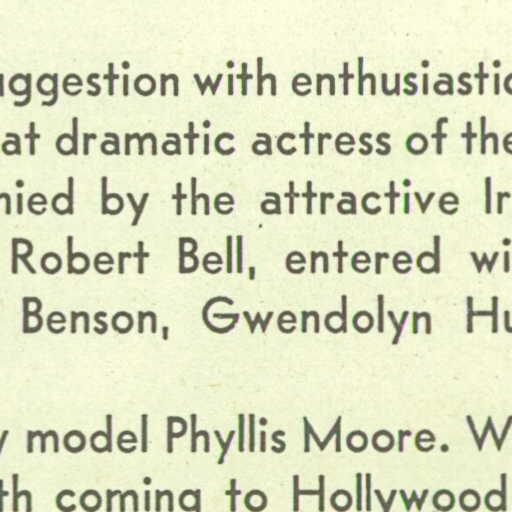 uggestion with enthusiastic
at dramatic actress of the
nied by the attractive Ir
Robert Bell, entered wi
Benson, Gwendolyn Hu
y model Phyllis Moore. W
th coming to Hollywood